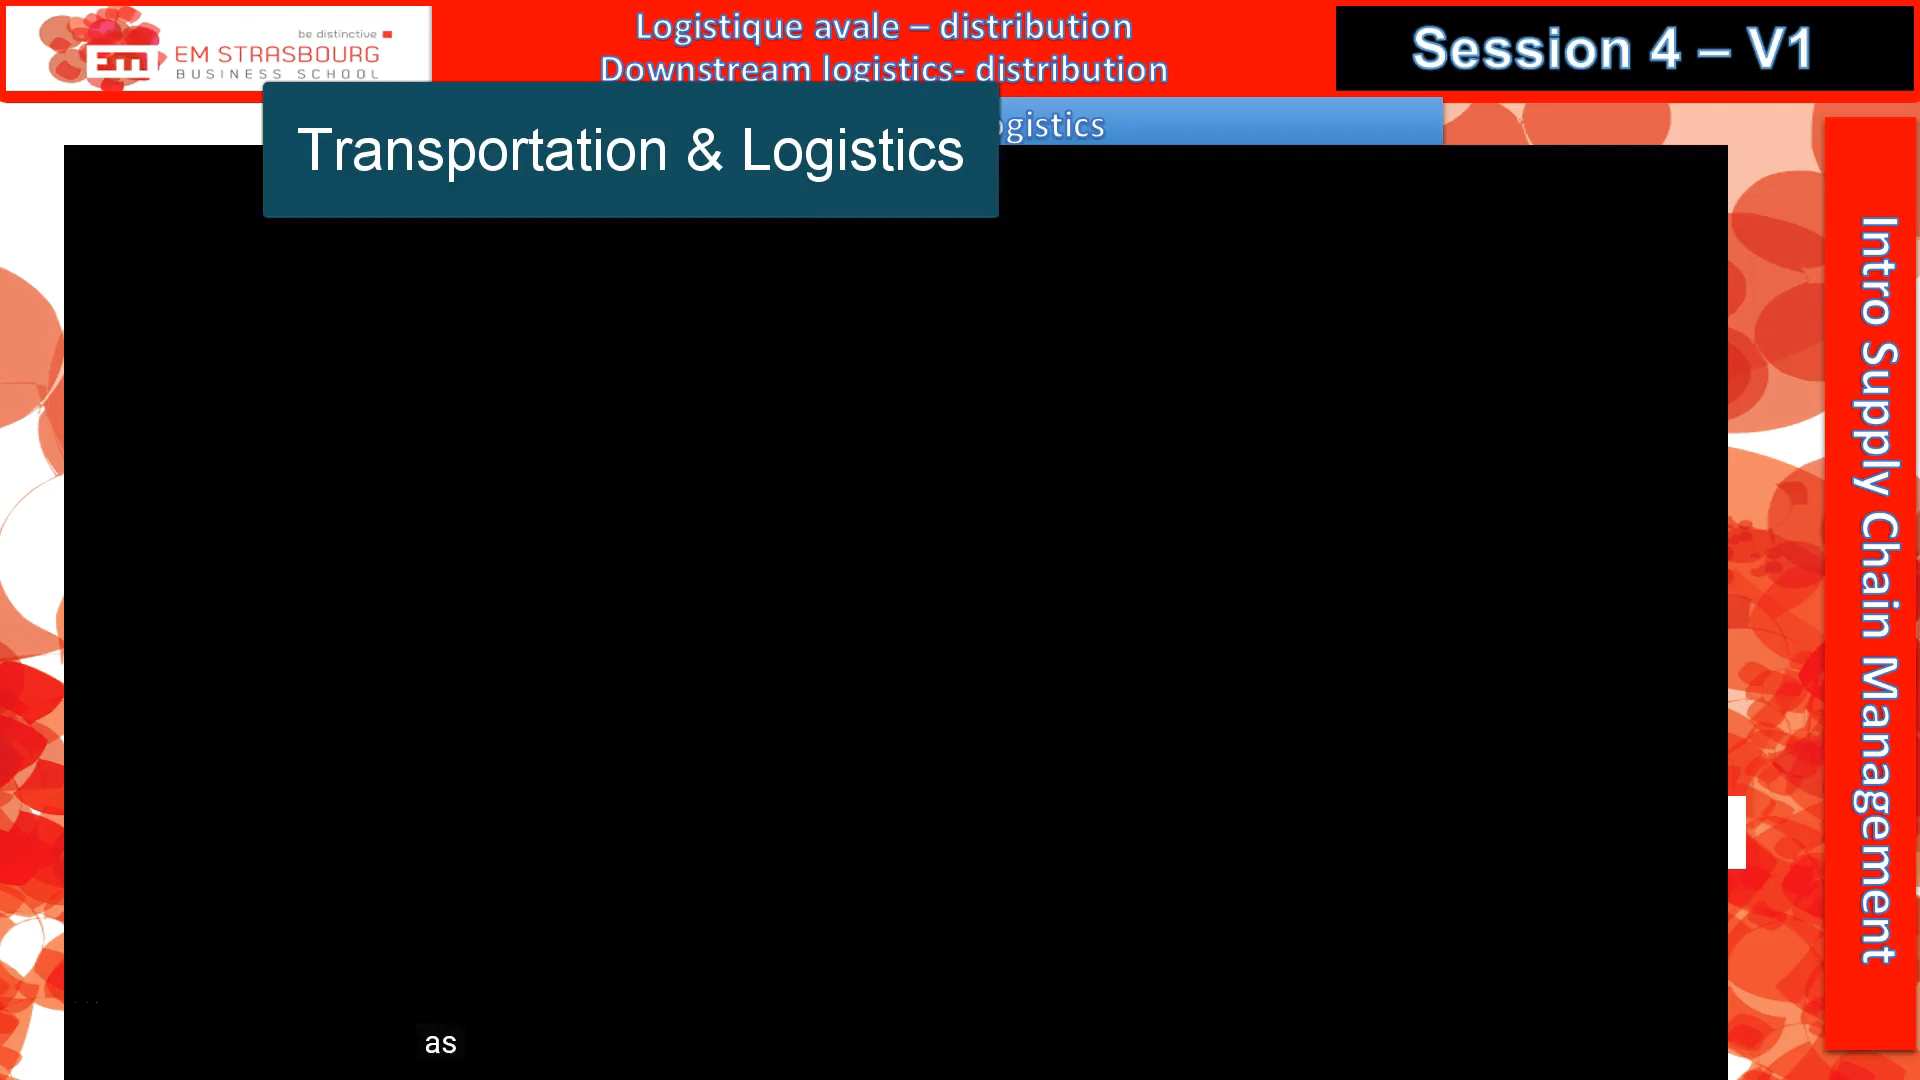 be distinctive
EM STRASBOURG
BUSINESS SCHOOL
Logistique avale – distribution
Downstream logistics- distribution
Session 4 – V1
Transportation & Logistics
ogistics
Intro Supply Chain Management
as